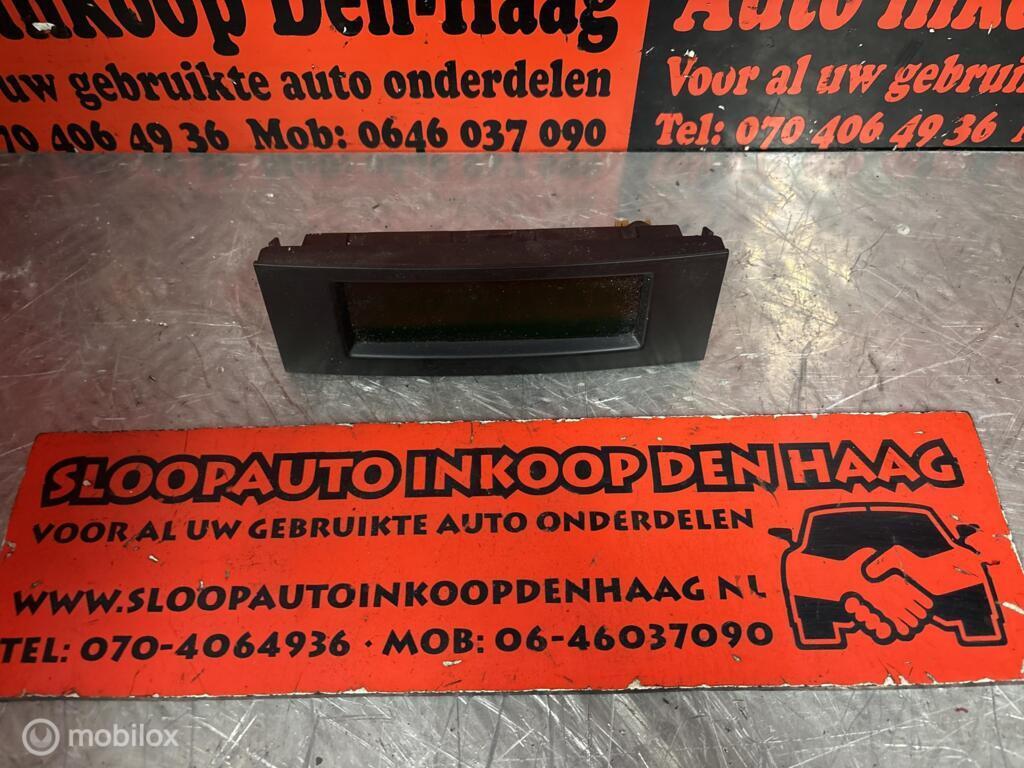 Inkoop Den-Haag
uw gebruikte auto onderdelen
70 406 49 36 Mob: 0646 037 090
Auto Ink
Voor al uw gebrui
Tel: 070 406 49 36
SLOOPAUTO INKOOP DEN HAAG
VOOR AL UW GEBRUIKTE AUTO ONDERDELEN
WWW.SLOOPAUTOINKOOPDENHAAG NL
TEL: 070-4064936 · MOB: 06-46037090
mobilox